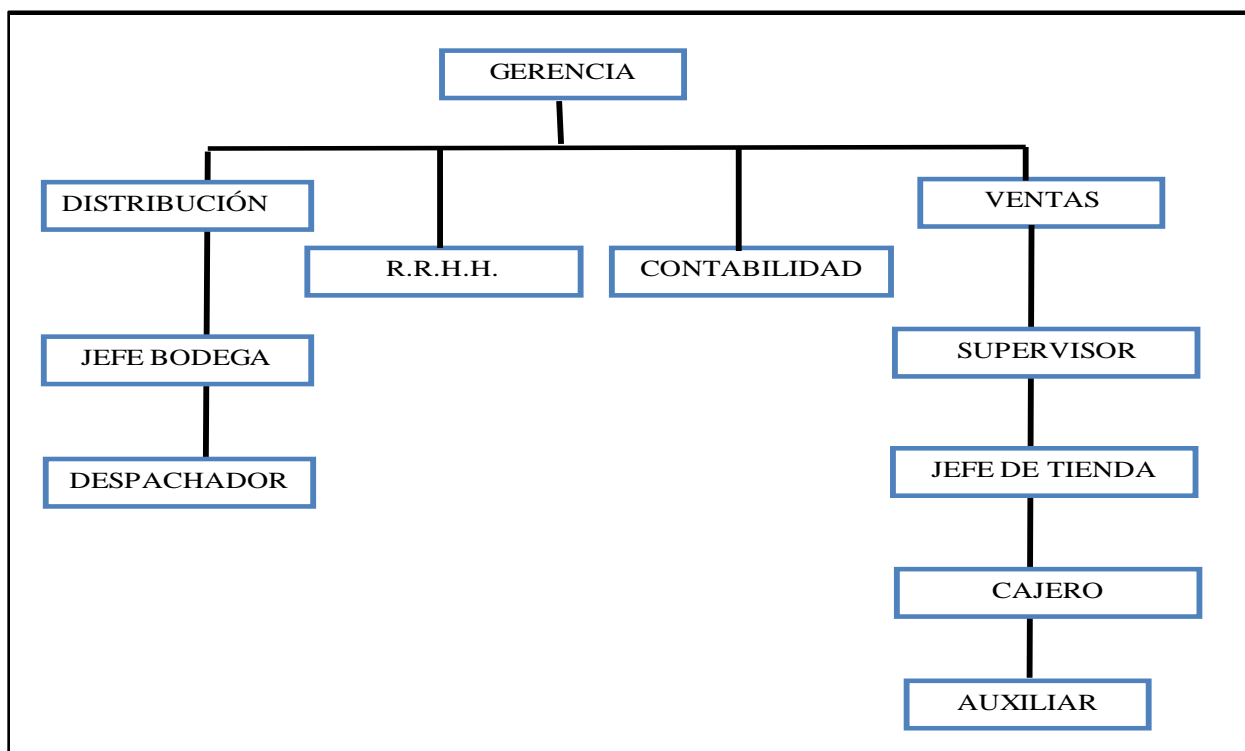 GERENCIA
DISTRIBUCIÓN
VENTAS
R.R.H.H.
CONTABILIDAD
JEFE BODEGA
SUPERVISOR
DESPACHADOR
JEFE DE TIENDA
CAJERO
AUXILIAR